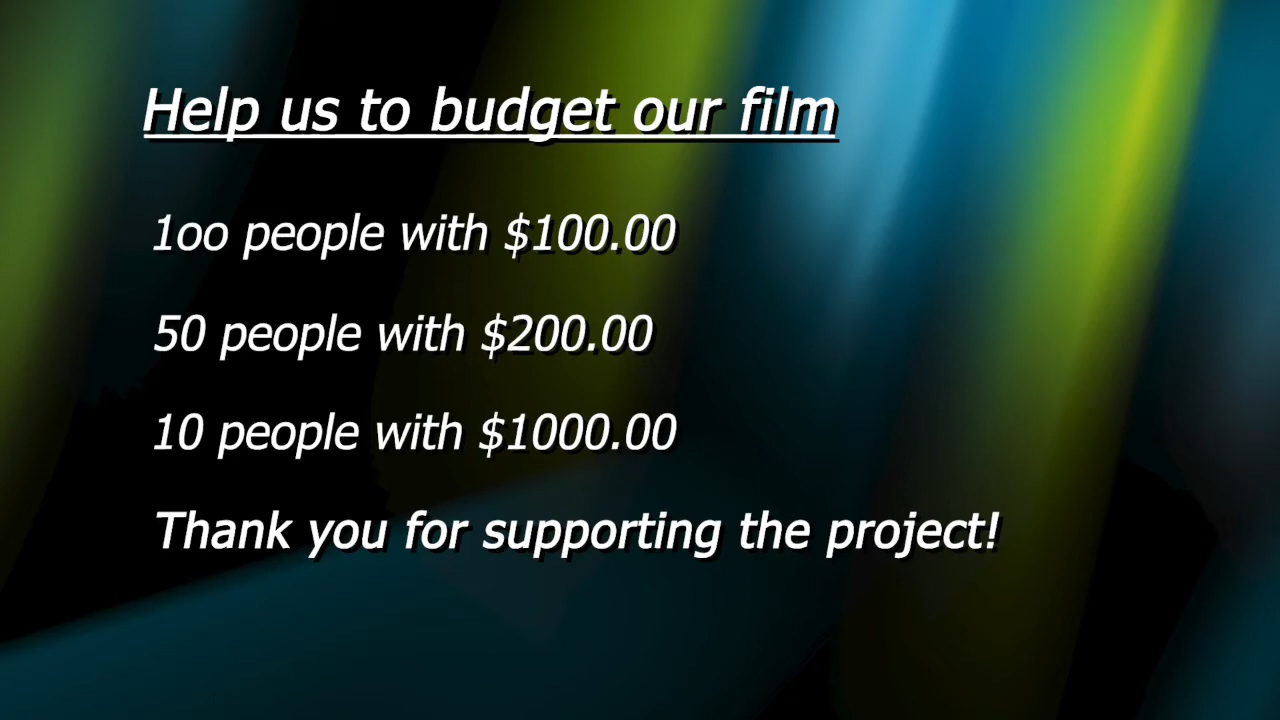 Help us to budget our film
1oo people with $100.00
50 people with $200.00
10 people with $1000.00
Thank you for supporting the project!